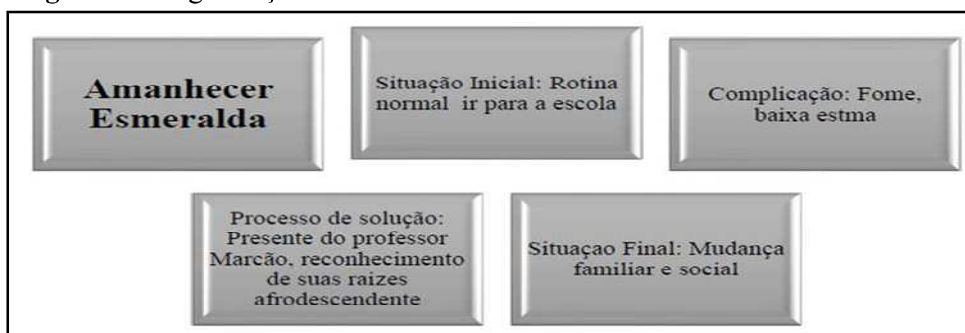 Amanhecer
Esmeralda
Situação Inicial: Rotina
normal ir para a escola
Complicação: Fome,
baixa estma
Processo de solução:
Presente do professor
Marcão, reconhecimento
de suas raizes
afrodescendente
Situaçao Final: Mudança
familiar e social